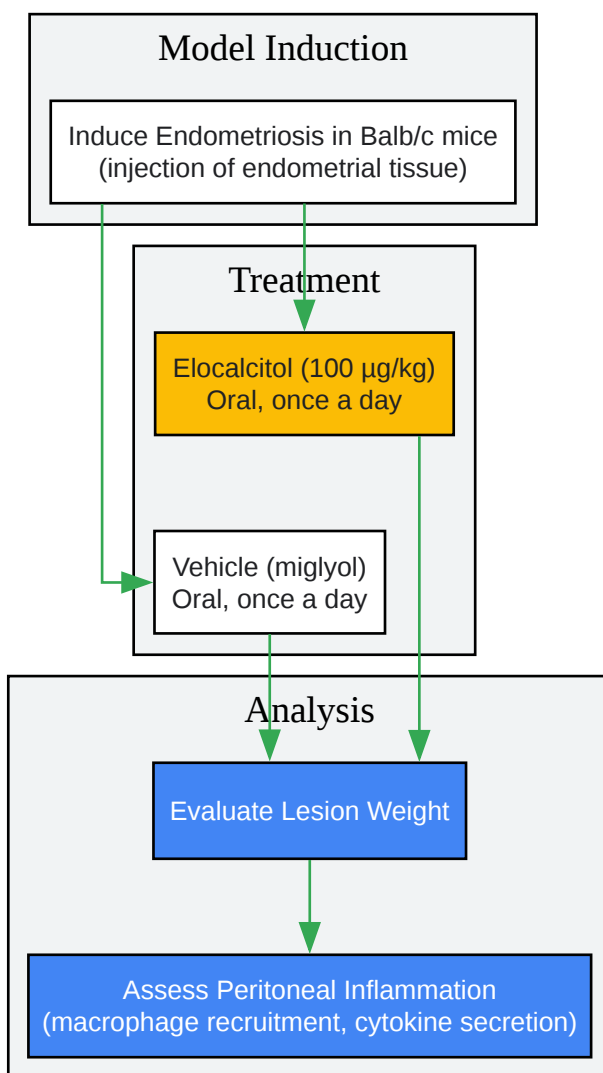 Model Induction
Induce Endometriosis in Balb/c mice
(injection of endometrial tissue)
Treatment
Elocalcitol (100 µg/kg)
Oral, once a day
Vehicle (miglyol)
Oral, once a day
Analysis
Evaluate Lesion Weight
Assess Peritoneal Inflammation
(macrophage recruitment, cytokine secretion)